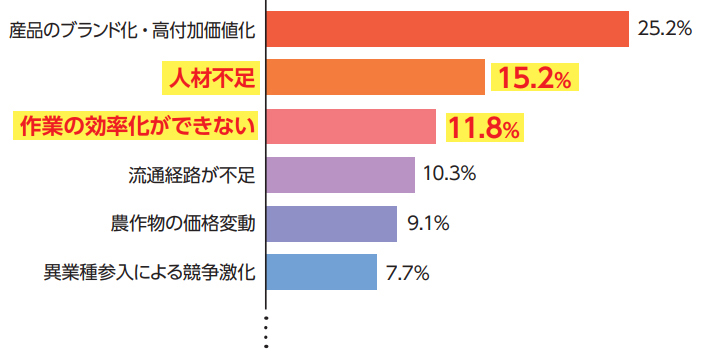 産品のブランド化・高付加価値化 25.2%
人材不足 15.2%
作業の効率化ができない 11.8%
流通経路が不足 10.3%
農作物の価格変動 9.1%
異業種参入による競争激化 7.7%